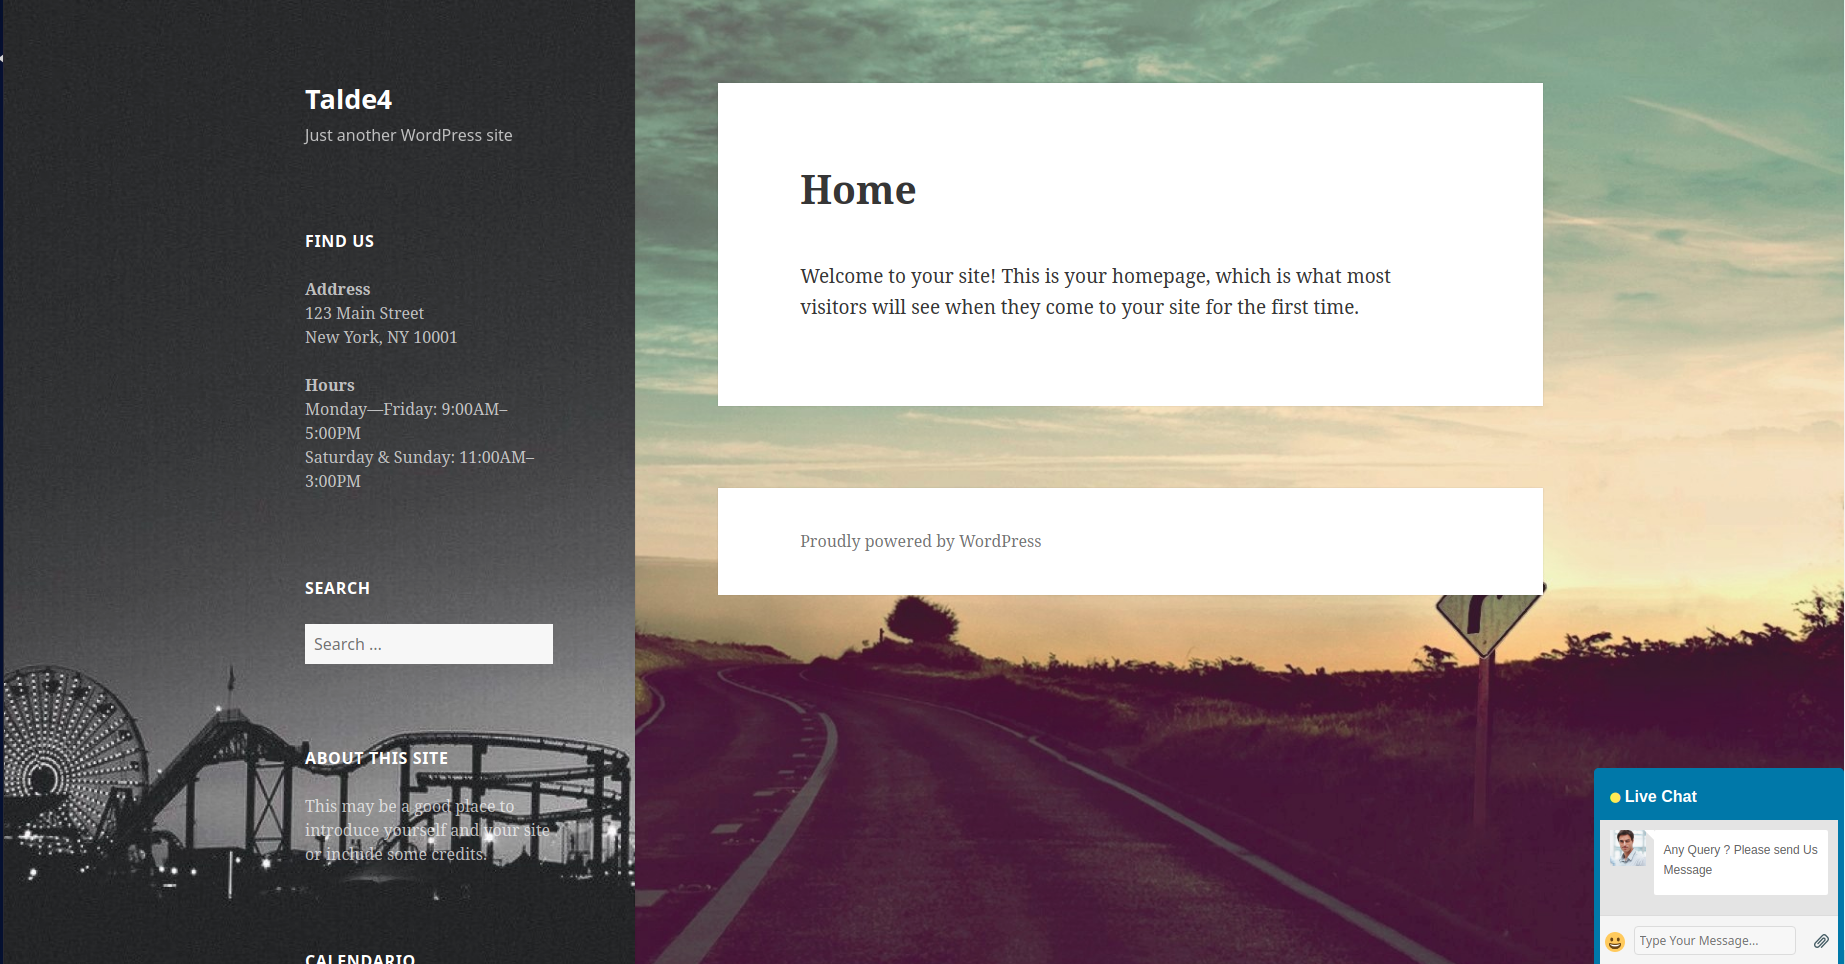 Talde4
Just another WordPress site
FIND US
Address
123 Main Street
New York, NY 10001
Hours
Monday—Friday: 9:00AM–
5:00PM
Saturday & Sunday: 11:00AM–
3:00PM
SEARCH
Search ...
ABOUT THIS SITE
This may be a good place to
introduce yourself and your site
or include some credits.
CALENDARIO
Home
Welcome to your site! This is your homepage, which is what most
visitors will see when they come to your site for the first time.
Proudly powered by WordPress
Live Chat
Any Query ? Please send Us
Message
Type Your Message...